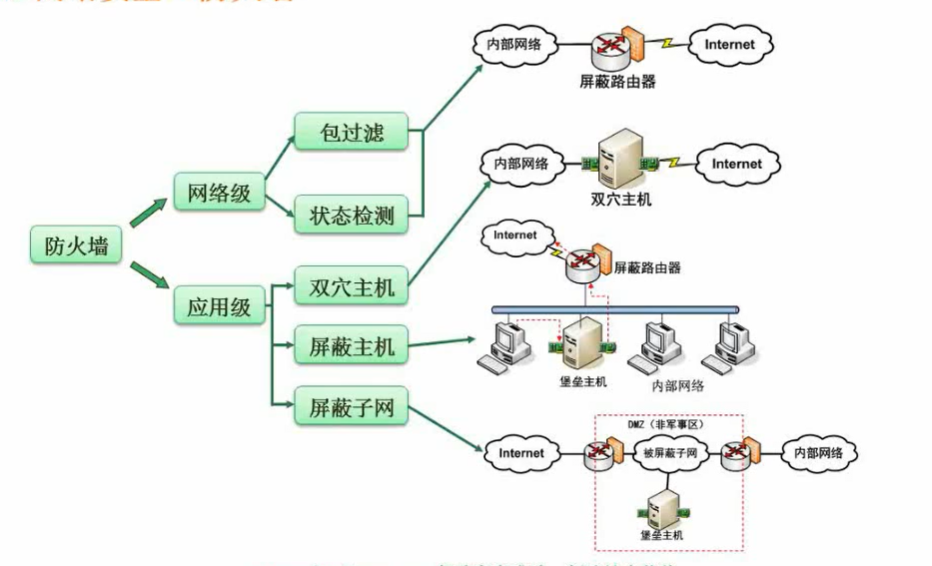 内部网络
Internet
屏蔽路由器
包过滤
网络级
状态检测
内部网络
Internet
双穴主机
防火墙
应用级
双穴主机
屏蔽主机
屏蔽子网
Internet
屏蔽路由器
堡垒主机
内部网络
DMZ（非军事区）
Internet
被屏蔽子网
内部网络
堡垒主机